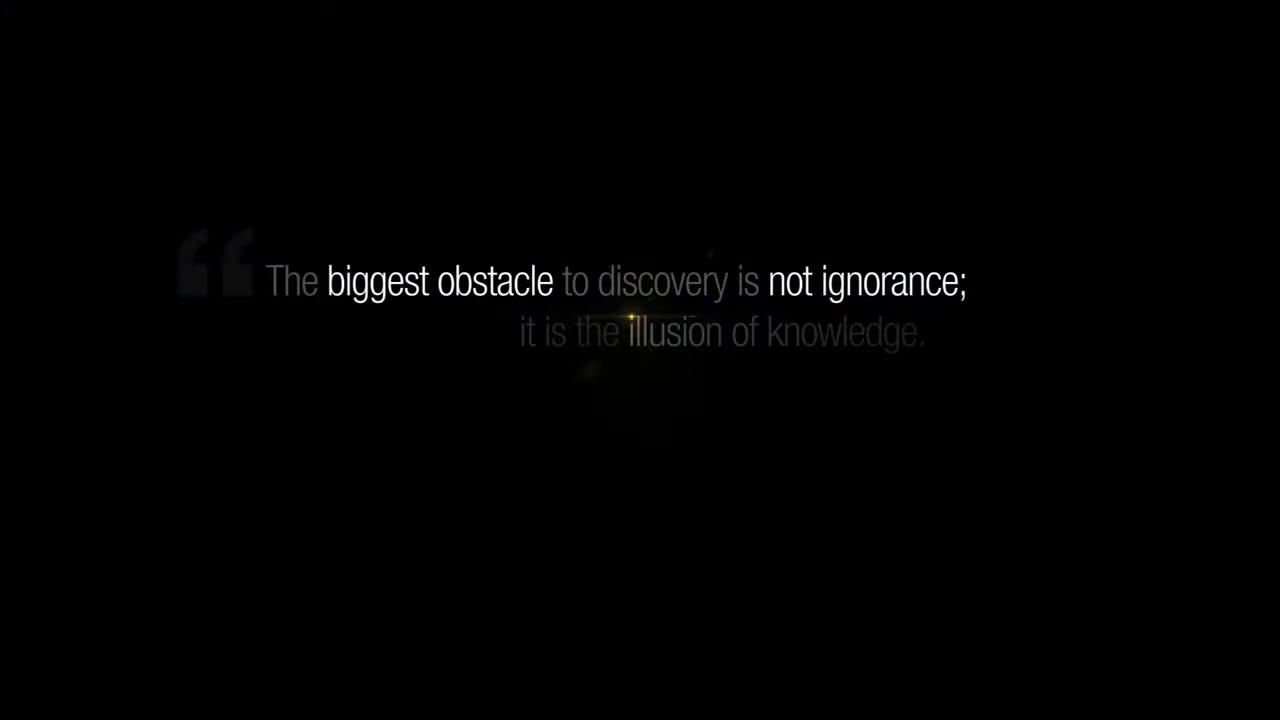 “The biggest obstacle to discovery is not ignorance;
it is the illusion of knowledge.